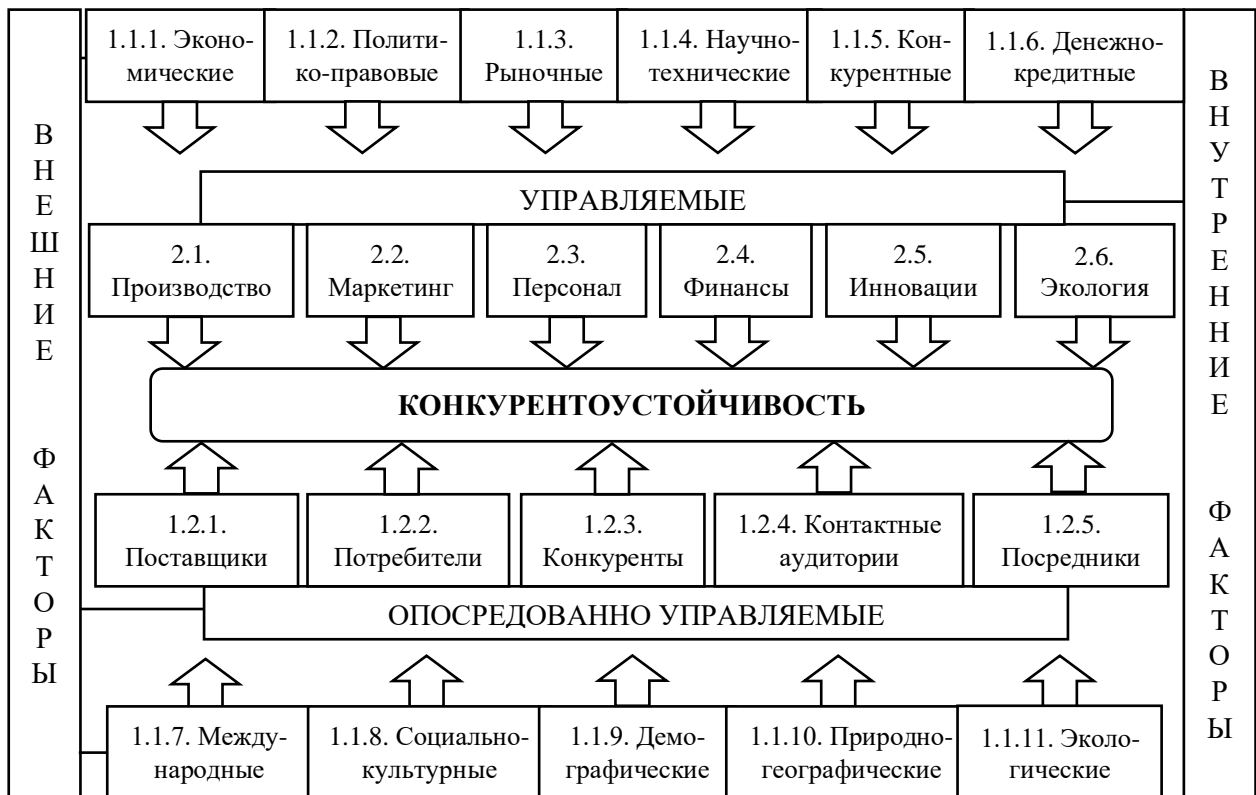 1.1.1. Эконо-
мические
1.1.2. Полити-
ко-правовые
1.1.3.
Рыночные
1.1.4. Научно-
технические
1.1.5. Кон-
курентные
1.1.6. Денежно-
кредитные
ВНЕШНИЕ ФАКТОРЫ
ВНУТРЕННИЕ ФАКТОРЫ
УПРАВЛЯЕМЫЕ
2.1.
Производство
2.2.
Маркетинг
2.3.
Персонал
2.4.
Финансы
2.5.
Инновации
2.6.
Экология
КОНКУРЕНТОУСТОЙЧИВОСТЬ
1.2.1.
Поставщики
1.2.2.
Потребители
1.2.3.
Конкуренты
1.2.4. Контактные
аудитории
1.2.5.
Посредники
ОПОСРЕДОВАННО УПРАВЛЯЕМЫЕ
1.1.7. Между-
народные
1.1.8. Социально-
культурные
1.1.9. Демо-
графические
1.1.10. Природно-
географические
1.1.11. Эколо-
гические